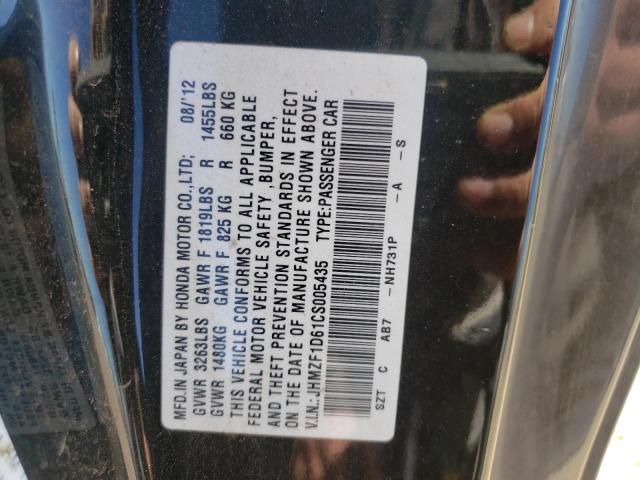 MFD.IN JAPAN BY HONDA MOTOR CO.,LTD; 08/'12
GVWR 3263LBS GAWR F 1819LBS R 1455LBS
GVWR 1480KG GAWR F 825 KG R 660 KG
THIS VEHICLE CONFORMS TO ALL APPLICABLE
FEDERAL MOTOR VEHICLE SAFETY ,BUMPER,
AND THEFT PREVENTION STANDARDS IN EFFECT
ON THE DATE OF MANUFACTURE SHOWN ABOVE.
V.I.N.:JHMZF1D61CS005435 TYPE:PASSENGER CAR
SZT C AB7 -NH731P -A -S